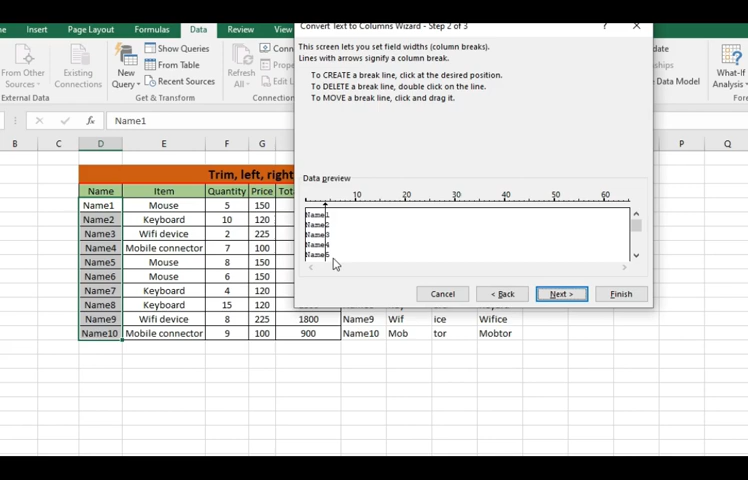 Insert Page Layout Formulas Data
Convert Text to Columns Wizard - Step 2 of 3
? ×
This screen lets you set field widths (column breaks).
Lines with arrows signify a column break.
To CREATE a break line, click at the desired position.
To DELETE a break line, double click on the line.
To MOVE a break line, click and drag it.
From Other
Sources
Existing
Connections
External Data
New
Query
Show Queries
From Table
Recent Sources
Get & Transform
Refresh
All
Data Model
What-If
Analysis
fx Name1
B C D E F G P Q
Trim, left, right
Name Item Quantity Price
Name1 Mouse 5 150
Name2 Keyboard 10 120
Name3 Wifi device 2 225
Name4 Mobile connector 7 100
Name5 Mouse 8 150
Name6 Mouse 6 150
Name7 Keyboard 4 120
Name8 Keyboard 15 120
Name9 Wifi device 8 225 1800 Name9 Wif ice Wifice
Name10 Mobile connector 9 100 900 Name10 Mob tor Mobtor
Data preview
10 20 30 40 50 60
Name1
Name2
Name3
Name4
Name5
Cancel < Back Next > Finish